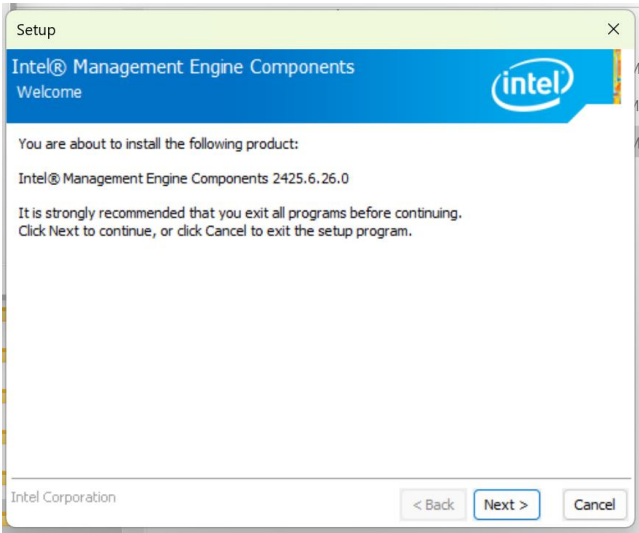 Setup
Intel® Management Engine Components
Welcome
intel
You are about to install the following product:
Intel® Management Engine Components 2425.6.26.0
It is strongly recommended that you exit all programs before continuing.
Click Next to continue, or click Cancel to exit the setup program.
Intel Corporation
< Back
Next >
Cancel